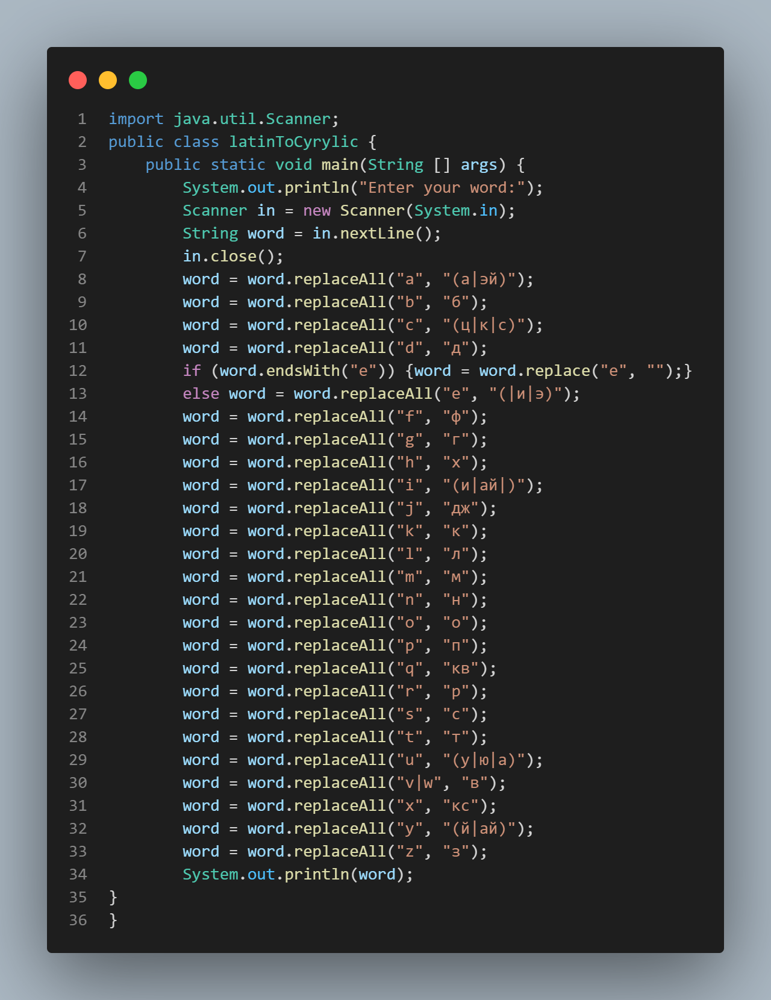 1 import java.util.Scanner;
2 public class latinToCyrylic {
3     public static void main(String [] args) {
4         System.out.println("Enter your word:");
5         Scanner in = new Scanner(System.in);
6         String word = in.nextLine();
7         in.close();
8         word = word.replaceAll("a", "(а|эй)");
9         word = word.replaceAll("b", "б");
10         word = word.replaceAll("c", "(ц|к|с)");
11         word = word.replaceAll("d", "д");
12         if (word.endsWith("e")) {word = word.replace("e", "");}
13         else word = word.replaceAll("e", "(|и|э)");
14         word = word.replaceAll("f", "ф");
15         word = word.replaceAll("g", "г");
16         word = word.replaceAll("h", "х");
17         word = word.replaceAll("i", "(и|ай|)");
18         word = word.replaceAll("j", "дж");
19         word = word.replaceAll("k", "к");
20         word = word.replaceAll("l", "л");
21         word = word.replaceAll("m", "м");
22         word = word.replaceAll("n", "н");
23         word = word.replaceAll("o", "о");
24         word = word.replaceAll("p", "п");
25         word = word.replaceAll("q", "кв");
26         word = word.replaceAll("r", "р");
27         word = word.replaceAll("s", "с");
28         word = word.replaceAll("t", "т");
29         word = word.replaceAll("u", "(у|ю|а)");
30         word = word.replaceAll("v|w", "в");
31         word = word.replaceAll("x", "кс");
32         word = word.replaceAll("y", "(й|ай)");
33         word = word.replaceAll("z", "з");
34         System.out.println(word);
35 }
36 }